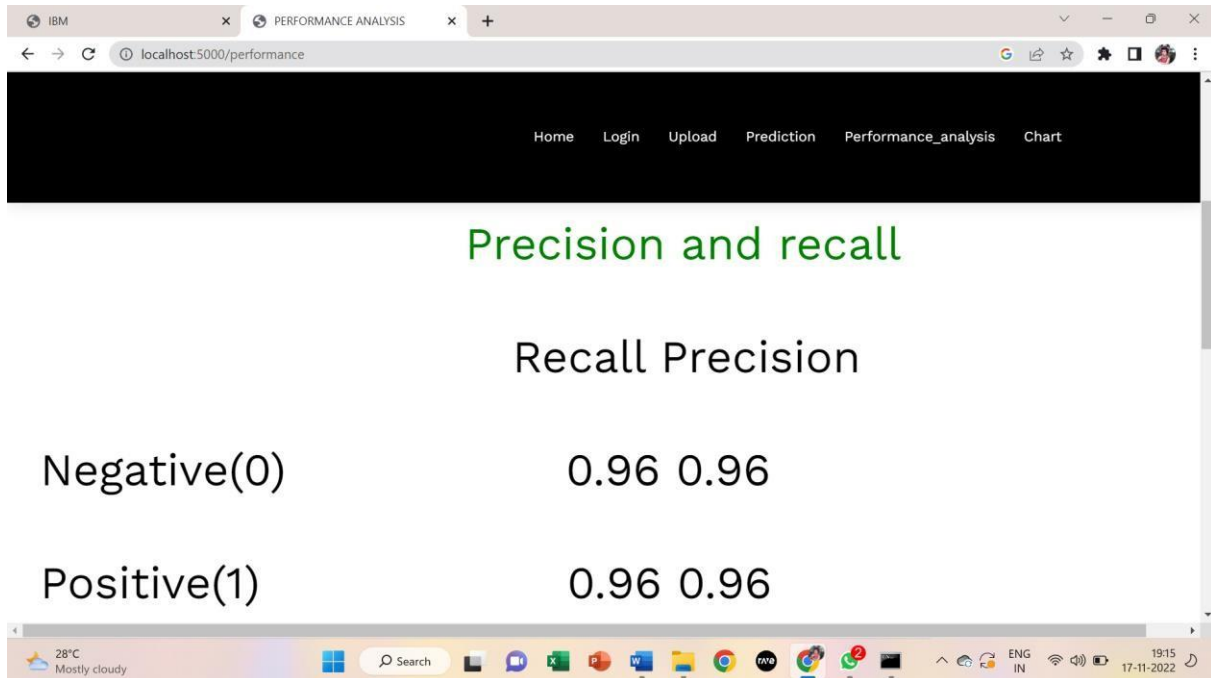 IBM
PERFORMANCE ANALYSIS
localhost:5000/performance
Home Login Upload Prediction Performance_analysis Chart
Precision and recall
Recall Precision
Negative(0) 0.96 0.96
Positive(1) 0.96 0.96
28°C
Mostly cloudy
Search
2
ENG
IN
19:15
17-11-2022